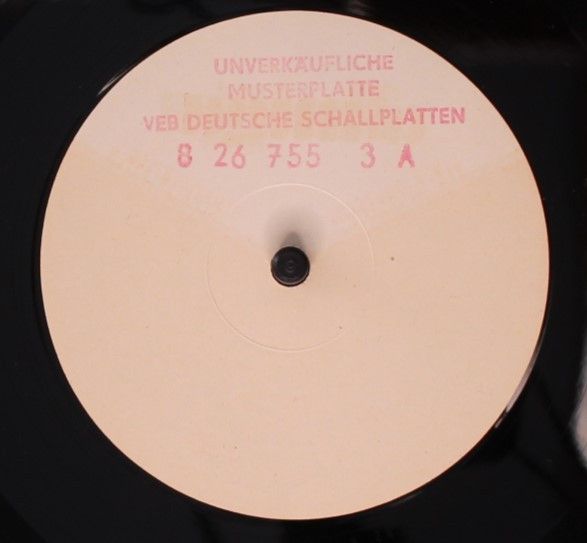 UNVERKÄUFLICHE
MUSTERPLATTE
VEB DEUTSCHE SCHALLPLATTEN
8 26 755 3 A